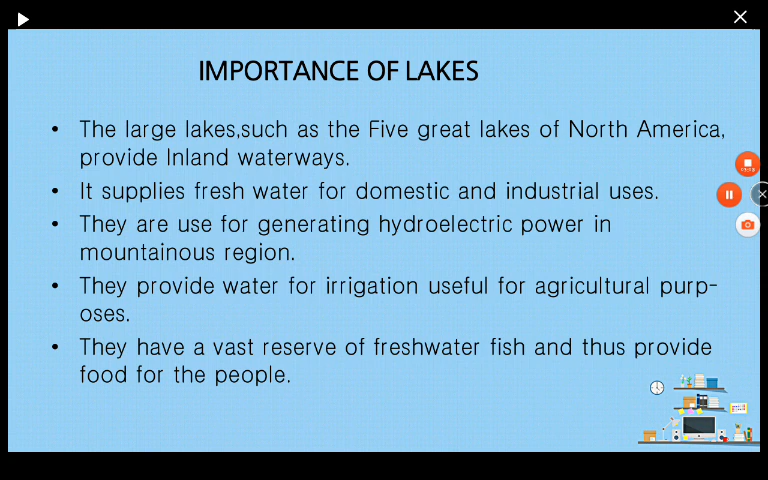 IMPORTANCE OF LAKES
• The large lakes,such as the Five great lakes of North America,
provide Inland waterways.
• It supplies fresh water for domestic and industrial uses.
• They are use for generating hydroelectric power in
mountainous region.
• They provide water for irrigation useful for agricultural purp-
oses.
• They have a vast reserve of freshwater fish and thus provide
food for the people.